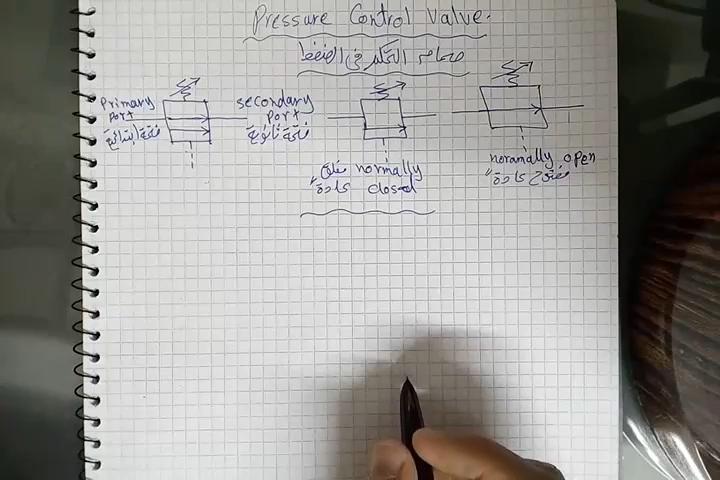 Pressure Control Valve.
صمام التحكم في الضغط
Primary
port
فتحة ابتدائية
secondary
port
فتحة ثانوية
مغلق normally
عادة closed
noramally open
مفتوح عادة